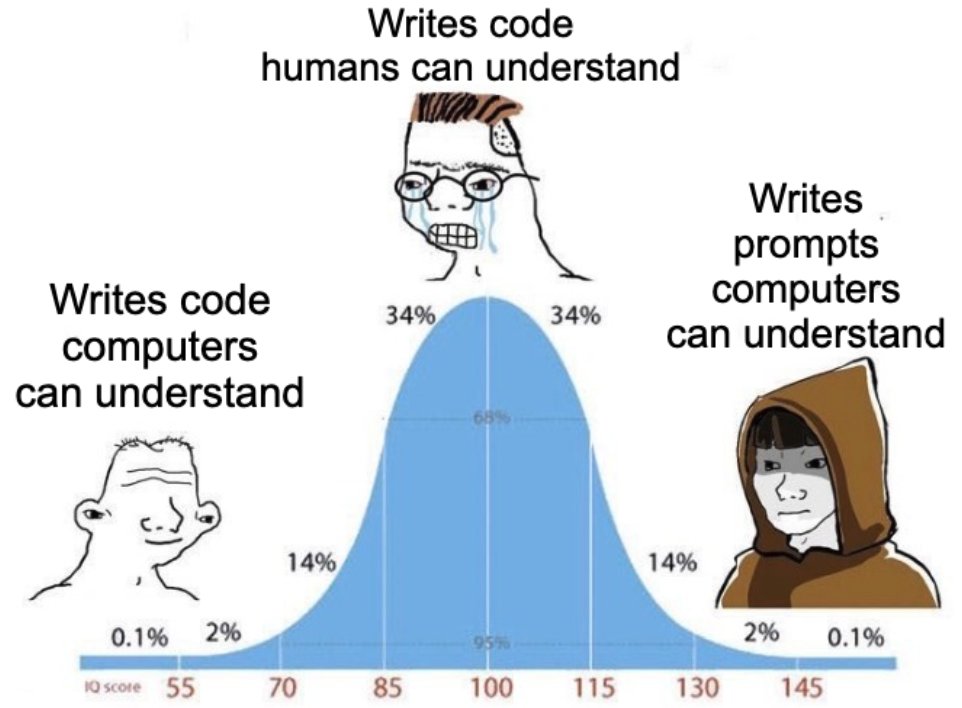 Writes code
humans can understand
Writes
prompts
computers
can understand
Writes code
computers
can understand
34%
34%
68%
14%
14%
0.1%
2%
95%
2%
0.1%
IQ score 55 70 85 100 115 130 145